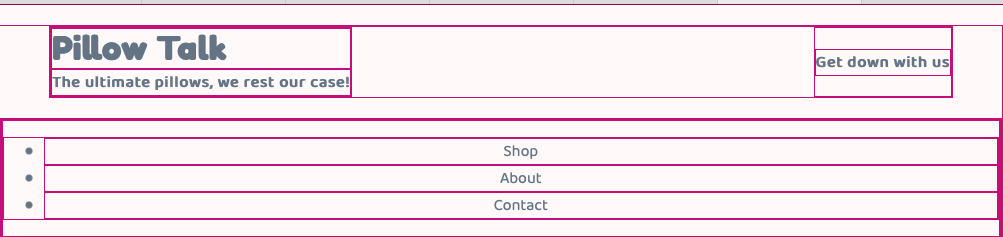 Pillow Talk
The ultimate pillows, we rest our case!
Get down with us
Shop
About
Contact